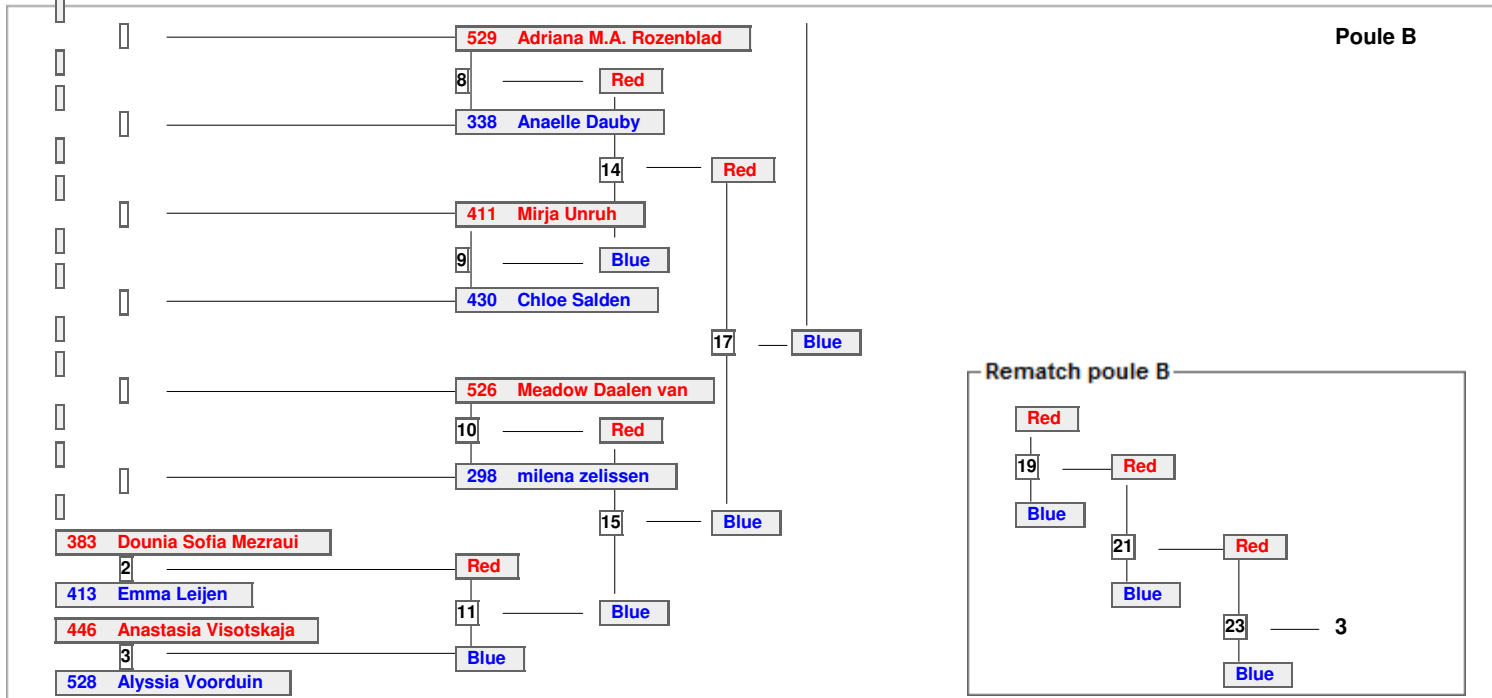 529 Adriana M.A. Rozenblad
Poule B
8 Red
338 Anaelle Dauby
14 Red
411 Mirja Unruh
9 Blue
430 Chloe Salden
17 Blue
Rematch poule B
526 Meadow Daalen van
Red
10 Red
19 Red
298 milena zelissen
Blue
15 Blue
383 Dounia Sofia Mezraui
21 Red
2 Red
413 Emma Leijen
Blue
11 Blue
446 Anastasia Visotskaja
23 3
3 Blue
Blue
528 Alyssia Voorduin